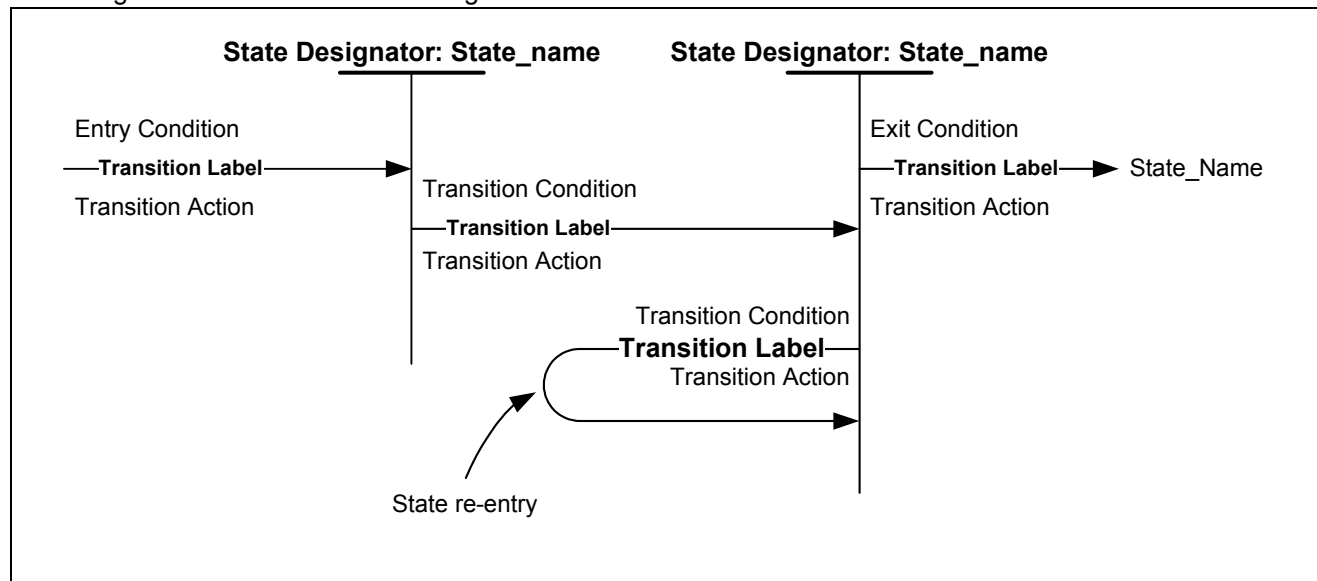 State Designator: State_name
State Designator: State_name
Entry Condition
Transition Label
Transition Action
Transition Condition
Transition Label
Transition Action
Exit Condition
Transition Label
State_Name
Transition Action
Transition Condition
Transition Label
Transition Action
State re-entry